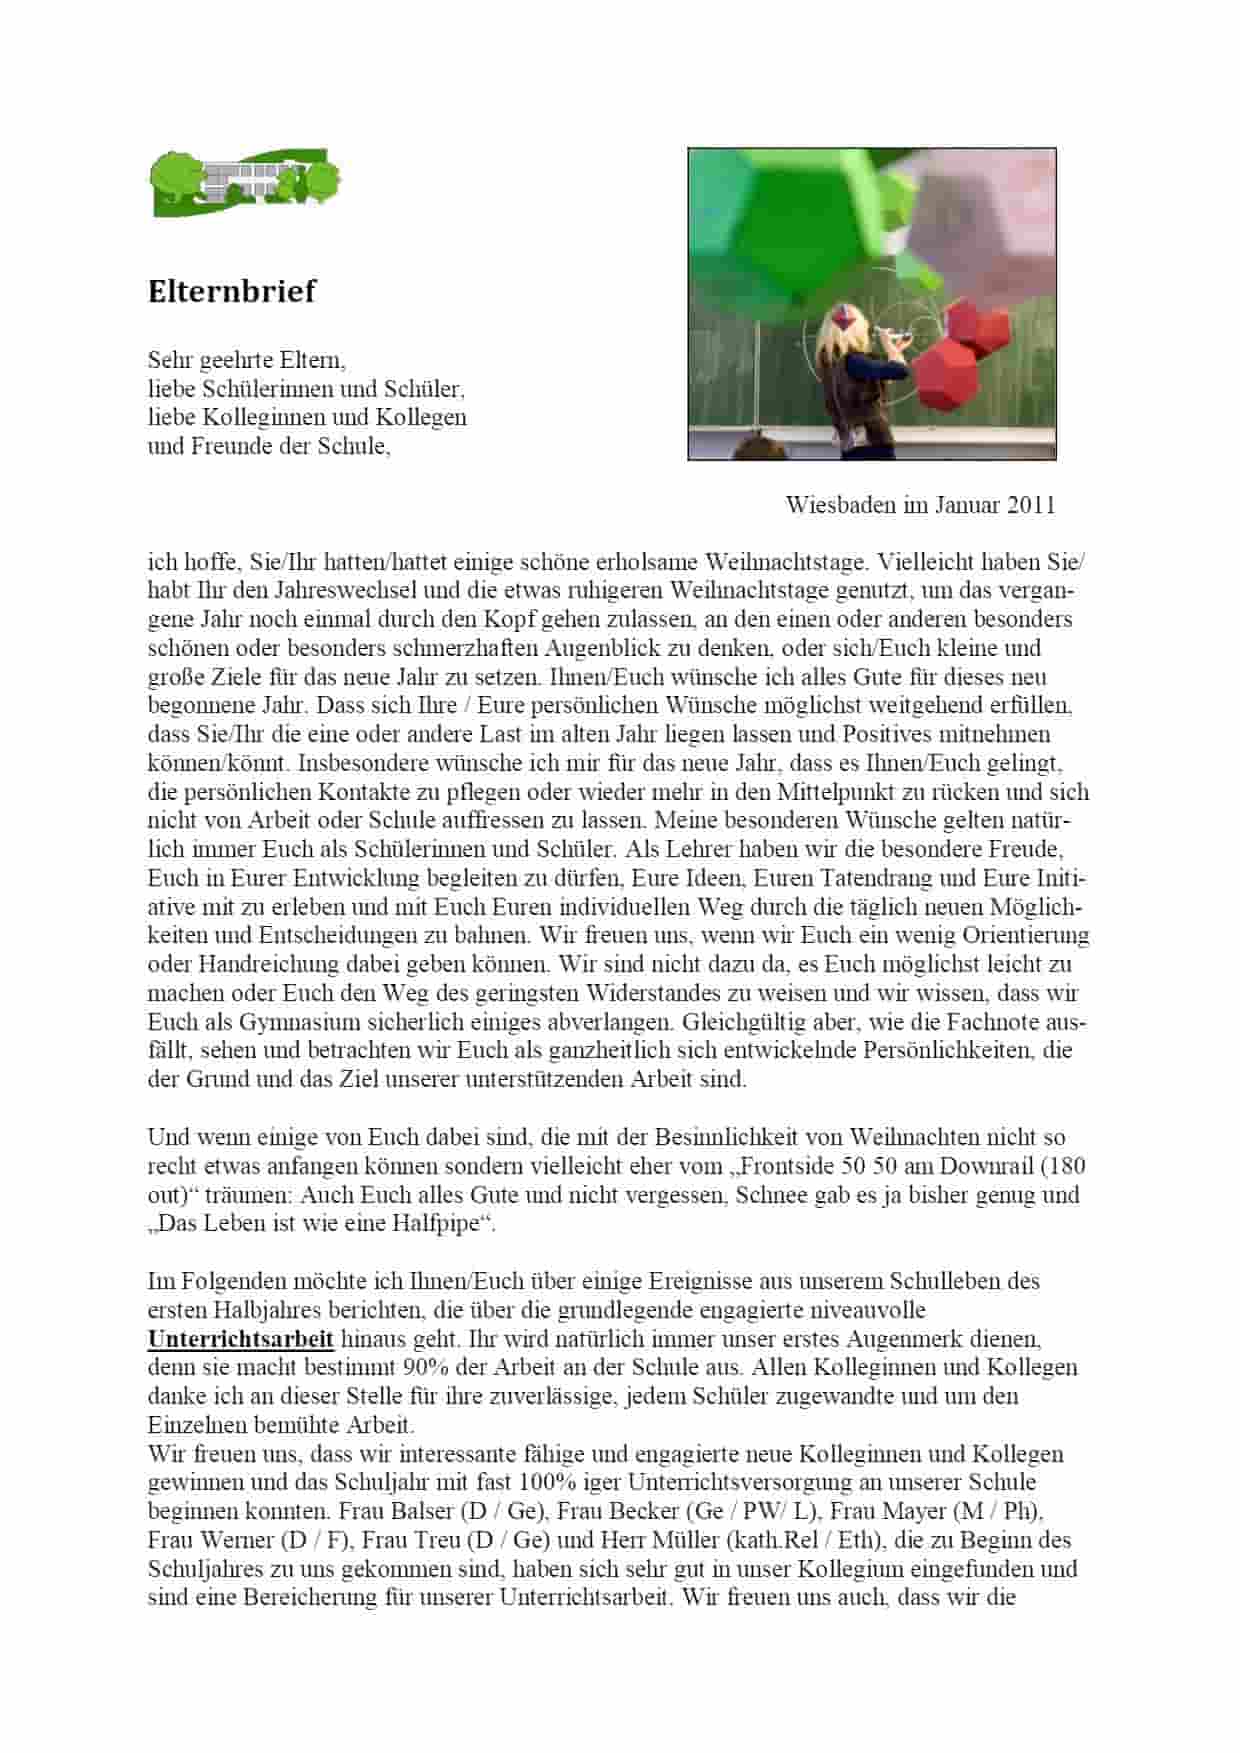 Elternbrief
Sehr geehrte Eltern,
liebe Schülerinnen und Schüler,
liebe Kolleginnen und Kollegen
und Freunde der Schule,
Wiesbaden im Januar 2011
ich hoffe, Sie/Ihr hatten/hattet einige schöne erholsame Weihnachtstage. Vielleicht haben Sie/
habt Ihr den Jahreswechsel und die etwas ruhigeren Weihnachtstage genutzt, um das vergan-
gene Jahr noch einmal durch den Kopf gehen zulassen, an den einen oder anderen besonders
schönen oder besonders schmerzhaften Augenblick zu denken, oder sich/Euch kleine und
große Ziele für das neue Jahr zu setzen. Ihnen/Euch wünsche ich alles Gute für dieses neu
begonnene Jahr. Dass sich Ihre / Eure persönlichen Wünsche möglichst weitgehend erfüllen,
dass Sie/Ihr die eine oder andere Last im alten Jahr liegen lassen und Positives mitnehmen
können/könnt. Insbesondere wünsche ich mir für das neue Jahr, dass es Ihnen/Euch gelingt,
die persönlichen Kontakte zu pflegen oder wieder mehr in den Mittelpunkt zu rücken und sich
nicht von Arbeit oder Schule auffressen zu lassen. Meine besonderen Wünsche gelten natür-
lich immer Euch als Schülerinnen und Schüler. Als Lehrer haben wir die besondere Freude,
Euch in Eurer Entwicklung begleiten zu dürfen, Eure Ideen, Euren Tatendrang und Eure Initi-
ative mit zu erleben und mit Euch Euren individuellen Weg durch die täglich neuen Möglich-
keiten und Entscheidungen zu bahnen. Wir freuen uns, wenn wir Euch ein wenig Orientierung
oder Handreichung dabei geben können. Wir sind nicht dazu da, es Euch möglichst leicht zu
machen oder Euch den Weg des geringsten Widerstandes zu weisen und wir wissen, dass wir
Euch als Gymnasium sicherlich einiges abverlangen. Gleichgültig aber, wie die Fachnote aus-
fällt, sehen und betrachten wir Euch als ganzheitlich sich entwickelnde Persönlichkeiten, die
der Grund und das Ziel unserer unterstützenden Arbeit sind.
Und wenn einige von Euch dabei sind, die mit der Besinnlichkeit von Weihnachten nicht so
recht etwas anfangen können sondern vielleicht eher vom „Frontside 50 50 am Downrail (180
out)“ träumen: Auch Euch alles Gute und nicht vergessen, Schnee gab es ja bisher genug und
„Das Leben ist wie eine Halfpipe“.
Im Folgenden möchte ich Ihnen/Euch über einige Ereignisse aus unserem Schulleben des
ersten Halbjahres berichten, die über die grundlegende engagierte niveauvolle
Unterrichtsarbeit hinaus geht. Ihr wird natürlich immer unser erstes Augenmerk dienen,
denn sie macht bestimmt 90% der Arbeit an der Schule aus. Allen Kolleginnen und Kollegen
danke ich an dieser Stelle für ihre zuverlässige, jedem Schüler zugewandte und um den
Einzelnen bemühte Arbeit.
Wir freuen uns, dass wir interessante fähige und engagierte neue Kolleginnen und Kollegen
gewinnen und das Schuljahr mit fast 100% iger Unterrichtsversorgung an unserer Schule
beginnen konnten. Frau Balser (D / Ge), Frau Becker (Ge / PW/ L), Frau Mayer (M / Ph),
Frau Werner (D / F), Frau Treu (D / Ge) und Herr Müller (kath.Rel / Eth), die zu Beginn des
Schuljahres zu uns gekommen sind, haben sich sehr gut in unser Kollegium eingefunden und
sind eine Bereicherung für unserer Unterrichtsarbeit. Wir freuen uns auch, dass wir die